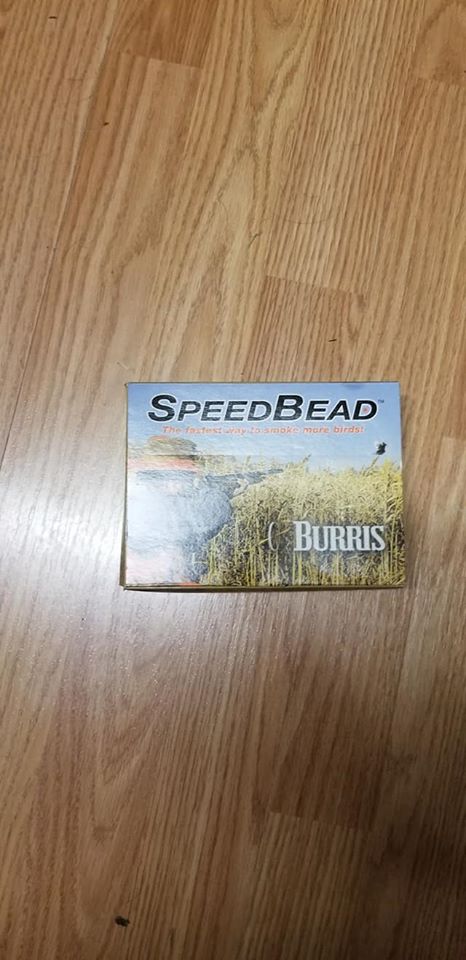 SPEEDBEAD™
The fastest way to smoke more birds!
BURRIS